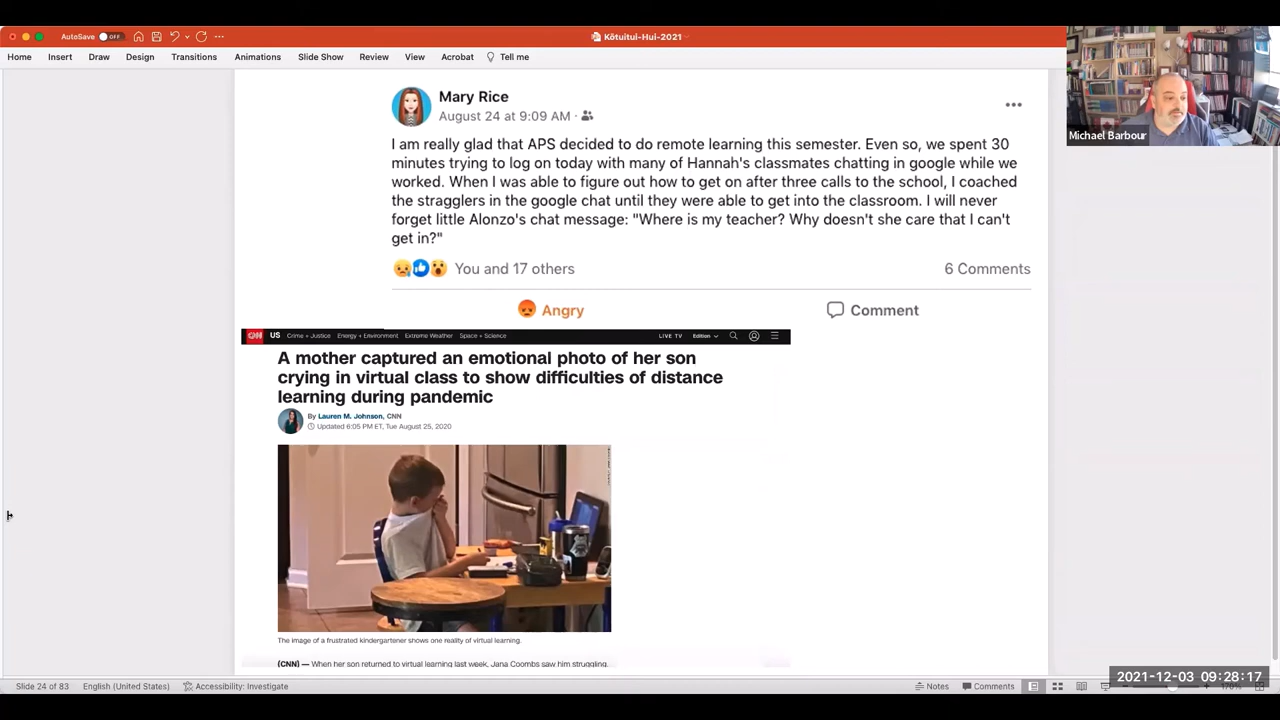 AutoSave OFF
Kōtuitui-Hui-2021
Home Insert Draw Design Transitions Animations Slide Show Review View Acrobat Tell me
Michael Barbour
Mary Rice
August 24 at 9:09 AM
I am really glad that APS decided to do remote learning this semester. Even so, we spent 30
minutes trying to log on today with many of Hannah's classmates chatting in google while we
worked. When I was able to figure out how to get on after three calls to the school, I coached
the stragglers in the google chat until they were able to get into the classroom. I will never
forget little Alonzo's chat message: "Where is my teacher? Why doesn't she care that I can't
get in?"
You and 17 others
6 Comments
Angry
Comment
CNN US Crime + Justice Energy + Environment Extreme Weather Space + Science LIVE TV Edition
A mother captured an emotional photo of her son
crying in virtual class to show difficulties of distance
learning during pandemic
By Lauren M. Johnson, CNN
Updated 6:05 PM ET, Tue August 25, 2020
The image of a frustrated kindergartener shows one reality of virtual learning.
(CNN) — When her son returned to virtual learning last week, Jana Coombs saw him struggling.
Slide 24 of 83 English (United States) Accessibility: Investigate Notes Comments
2021-12-03 09:28:17